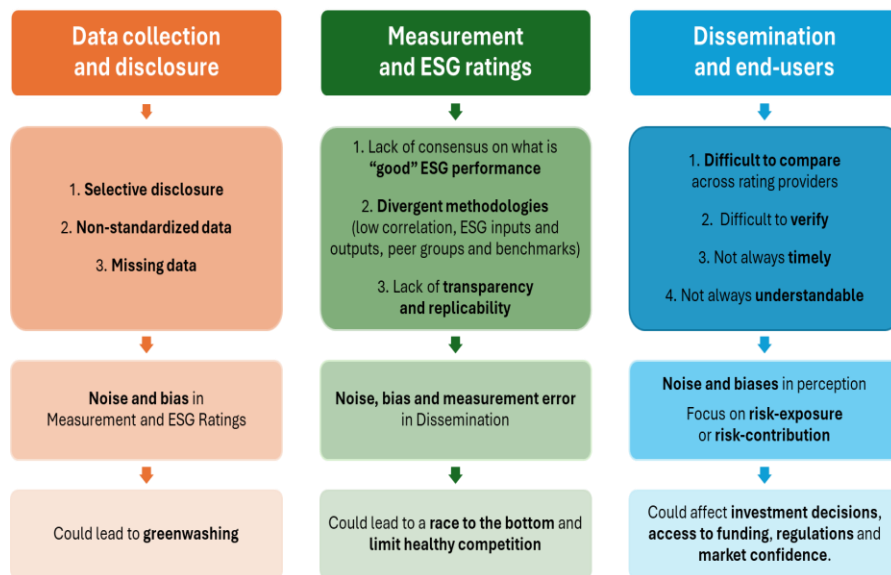 Data collection
and disclosure
1. Selective disclosure
2. Non-standardized data
3. Missing data
Noise and bias in
Measurement and ESG Ratings
Could lead to greenwashing
Measurement
and ESG ratings
1. Lack of consensus on what is
“good” ESG performance
2. Divergent methodologies
(low correlation, ESG inputs and
outputs, peer groups and benchmarks)
3. Lack of transparency
and replicability
Noise, bias and measurement error
in Dissemination
Could lead to a race to the bottom and
limit healthy competition
Dissemination
and end-users
1. Difficult to compare
across rating providers
2. Difficult to verify
3. Not always timely
4. Not always understandable
Noise and biases in perception
Focus on risk-exposure
or risk-contribution
Could affect investment decisions,
access to funding, regulations and
market confidence.